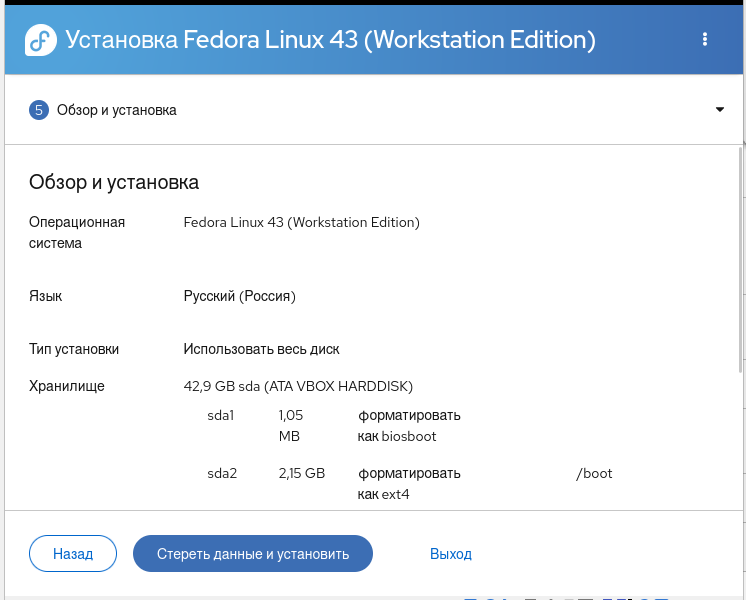 Установка Fedora Linux 43 (Workstation Edition)
5 Обзор и установка
Обзор и установка
Операционная система Fedora Linux 43 (Workstation Edition)
Язык Русский (Россия)
Тип установки Использовать весь диск
Хранилище 42,9 GB sda (ATA VBOX HARDDISK)
sda1 1,05 MB форматировать как biosboot
sda2 2,15 GB форматировать как ext4 /boot
Назад Стереть данные и установить Выход